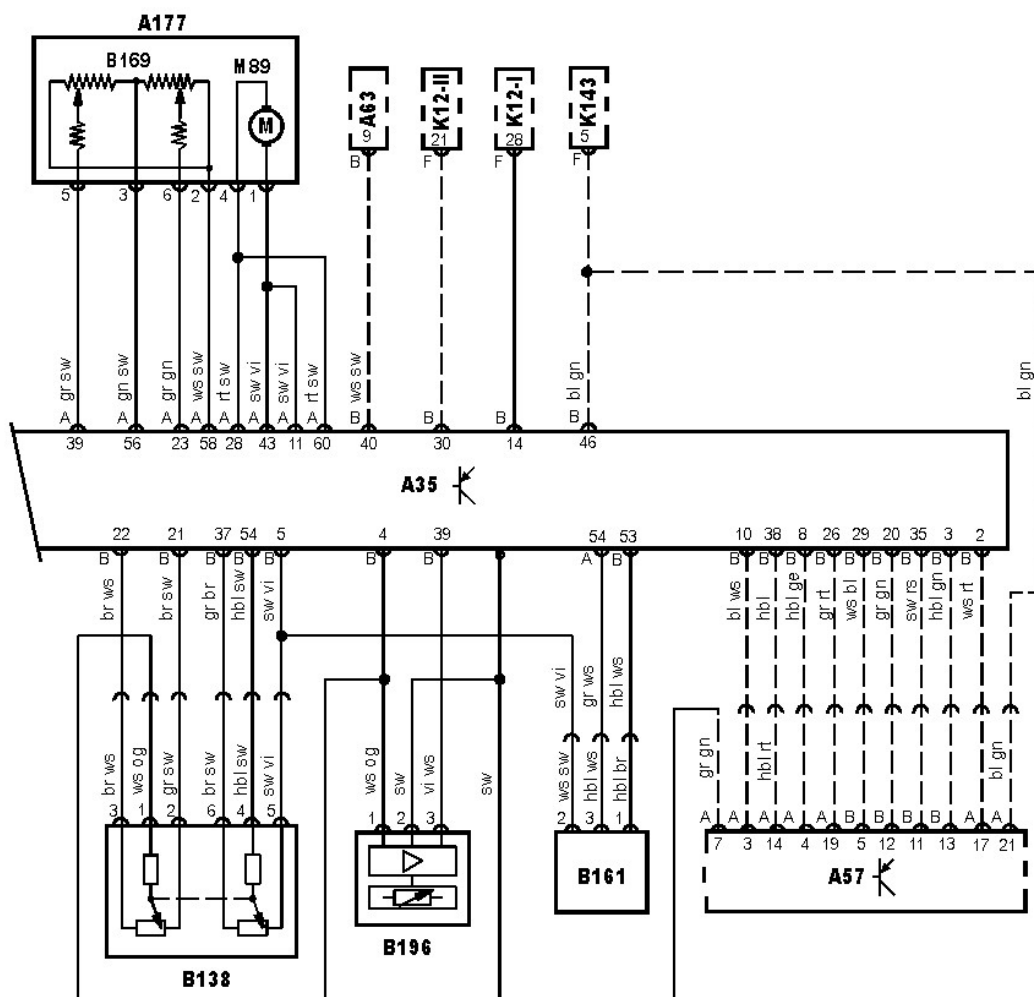 A177
B169
M89
M
A63
9
K12-II
21
K12-I
28
K143
5
B F F F
5 3 6 2 4 1
gr sw
gn sw
gr gn
ws sw
rt sw
sw vi
sw vi
rt sw
ws sw
bl gn
bl gn
A A A A A A A A B B B B
39 56 23 58 28 43 11 60 40 30 14 46
A35
22 21 37 54 5 4 39 54 53 10 38 8 26 29 20 35 3 2
B B B B B B B A B B B B B B B B B B
br ws
br sw
gr br
hbl sw
sw vi
sw vi
gr ws
hbl ws
bl ws
hbl
hbl ge
gr rt
ws bl
gr gn
sw rs
hbl gn
ws rt
br ws
ws og
gr sw
br sw
hbl sw
sw vi
ws og
sw
vi ws
sw
ws sw
hbl ws
hbl br
gr gn
hbl rt
bl gn
3 1 2 6 4 5
1 2 3
2 3 1
A A A A A B B B B A A
7 3 14 4 19 5 12 11 13 17 21
B138
B196
B161
A57